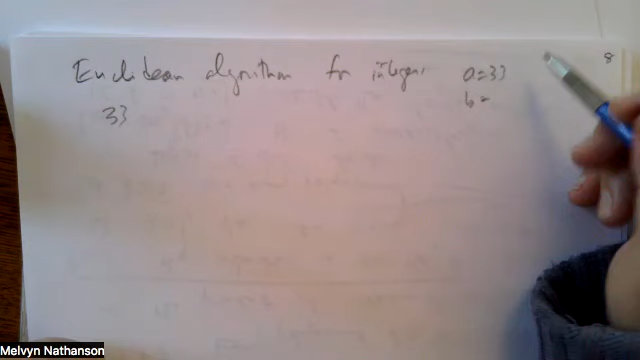 Euclidean algorithm for integers a=33
8
b=
33
Melvyn Nathanson